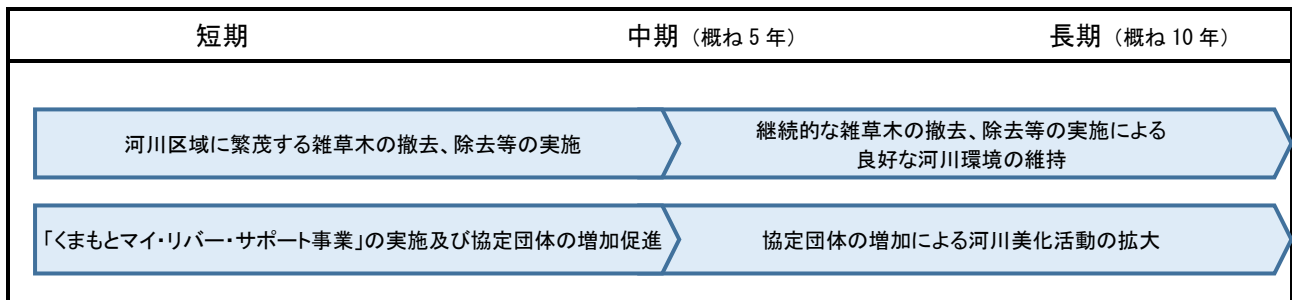 短期 中期（概ね 5 年） 長期（概ね 10 年）
河川区域に繁茂する雑草木の撤去、除去等の実施
継続的な雑草木の撤去、除去等の実施による
良好な河川環境の維持
「くまもとマイ・リバー・サポート事業」の実施及び協定団体の増加促進
協定団体の増加による河川美化活動の拡大